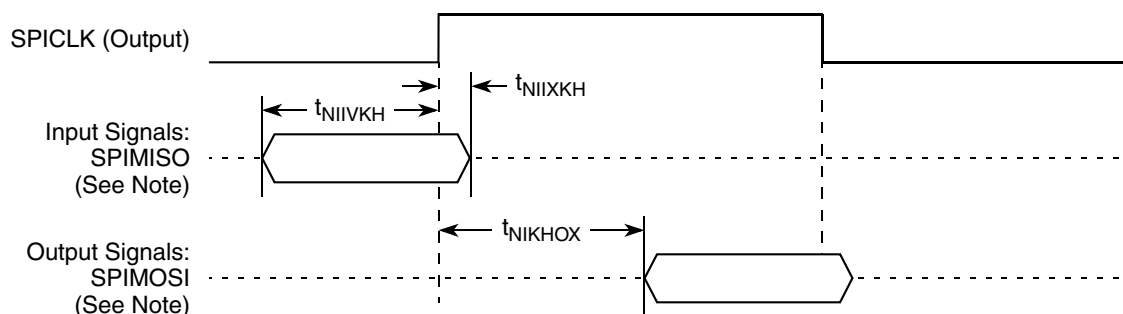 SPICLK (Output)
tNIIXKH
tNIIVKH
Input Signals:
SPIMISO
(See Note)
tNIKHOX
Output Signals:
SPIMOSI
(See Note)